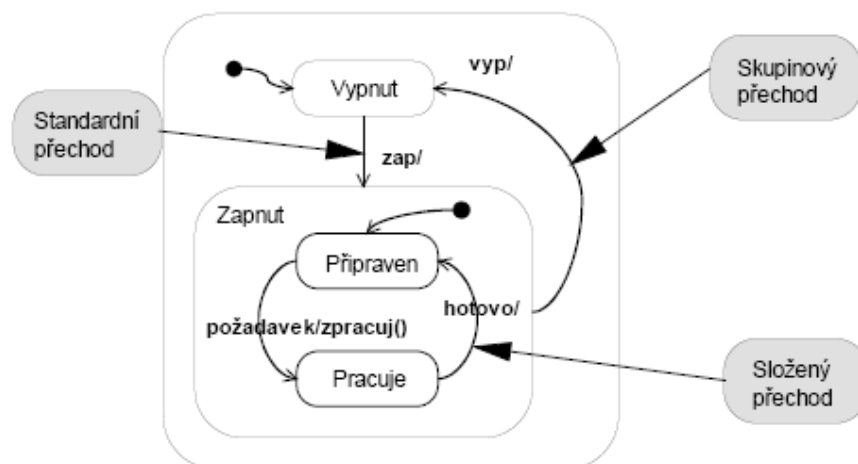 vyp/
Skupinový
přechod
Vypnut
Standardní
přechod
zap/
Zapnut
Připraven
hotovo/
požadavek/zpracuj()
Pracuje
Složený
přechod